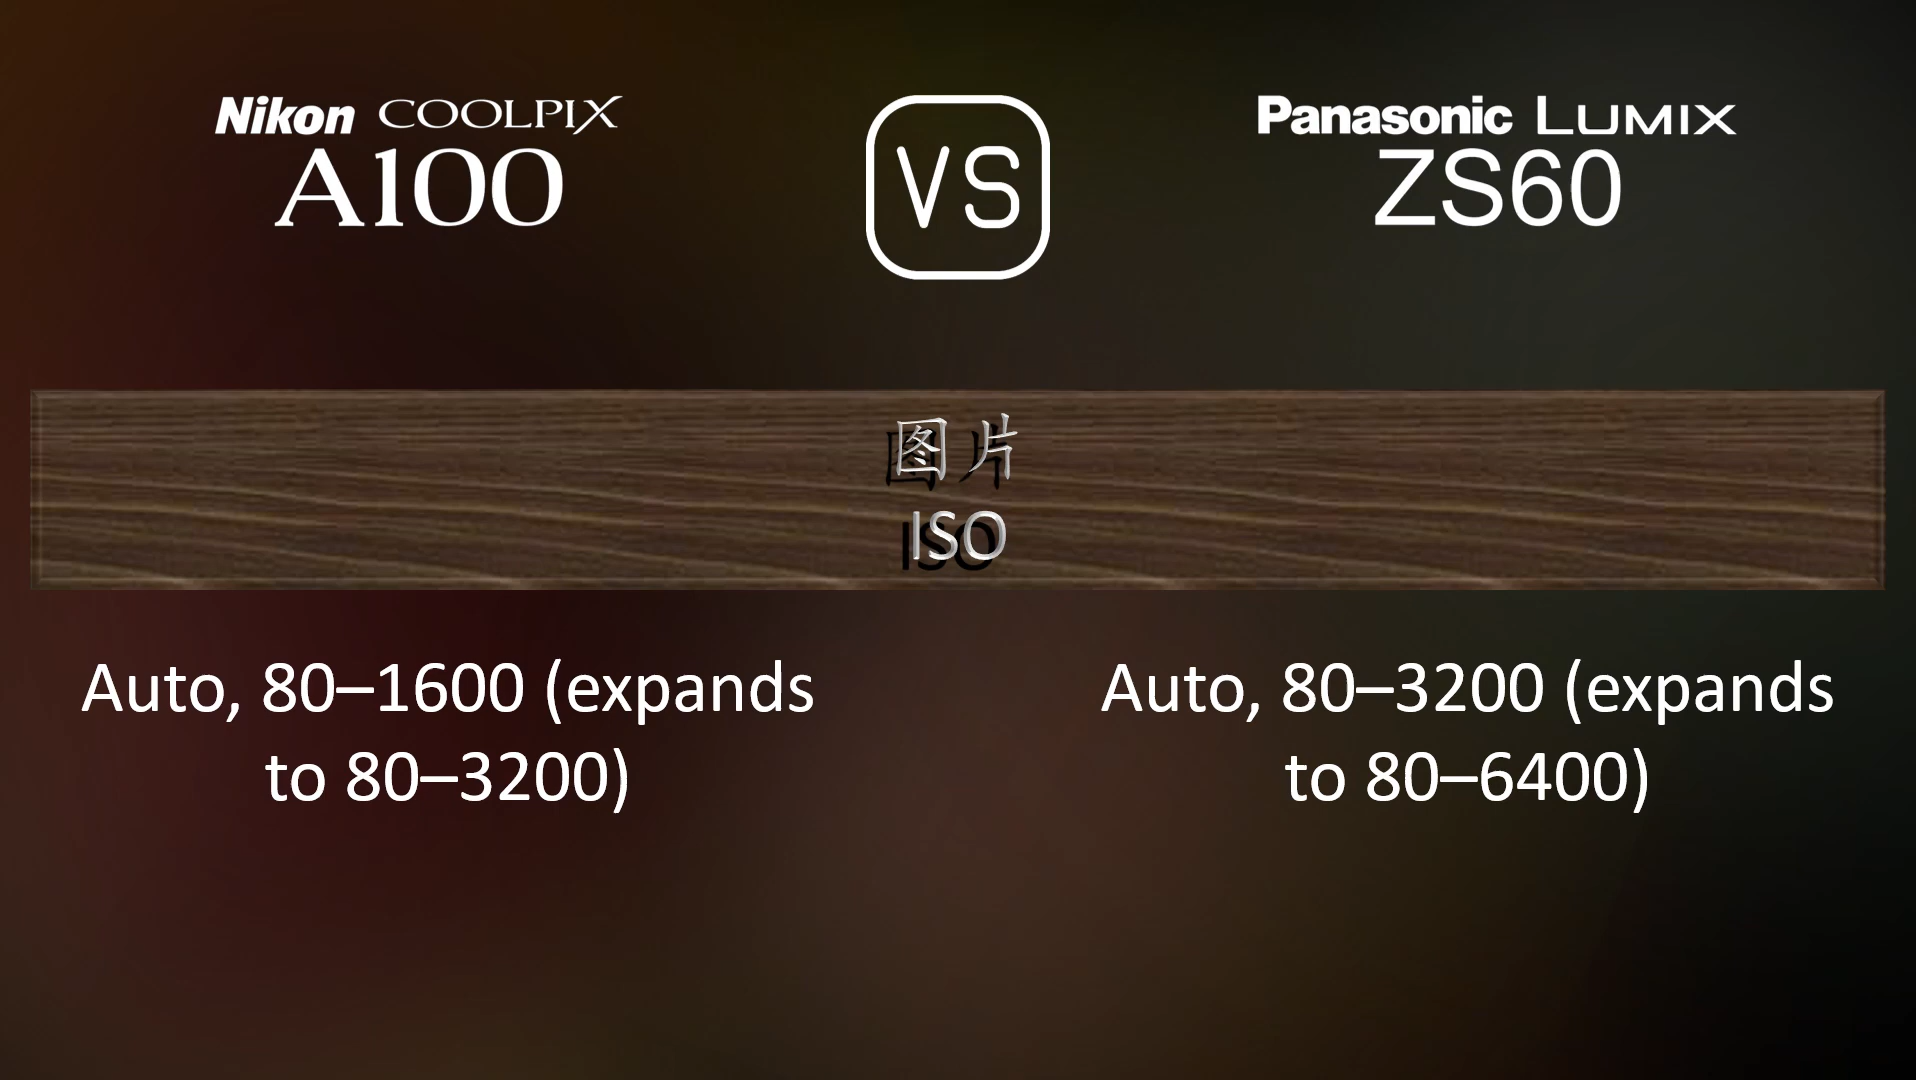 Nikon COOLPIX
A100
VS
Panasonic LUMIX
ZS60
图片
ISO
Auto, 80–1600 (expands
to 80–3200)
Auto, 80–3200 (expands
to 80–6400)